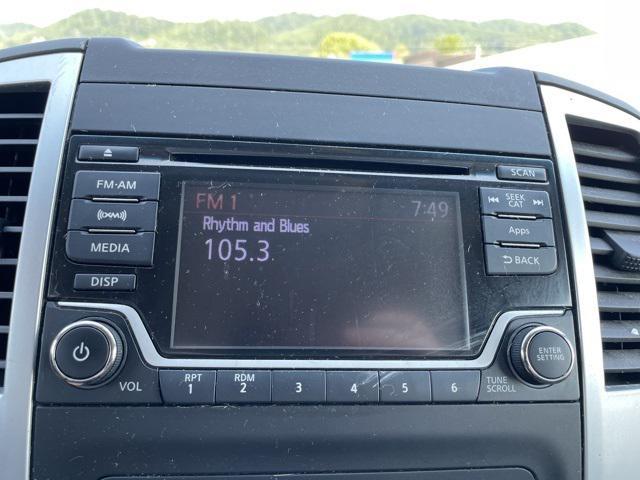 SCAN
FM·AM
SEEK
CAT
FM 1
7:49
Rhythm and Blues
105.3
((XM))
Apps
MEDIA
BACK
DISP
ENTER
SETTING
VOL
RPT
1
RDM
2
3
4
5
6
TUNE
SCROLL